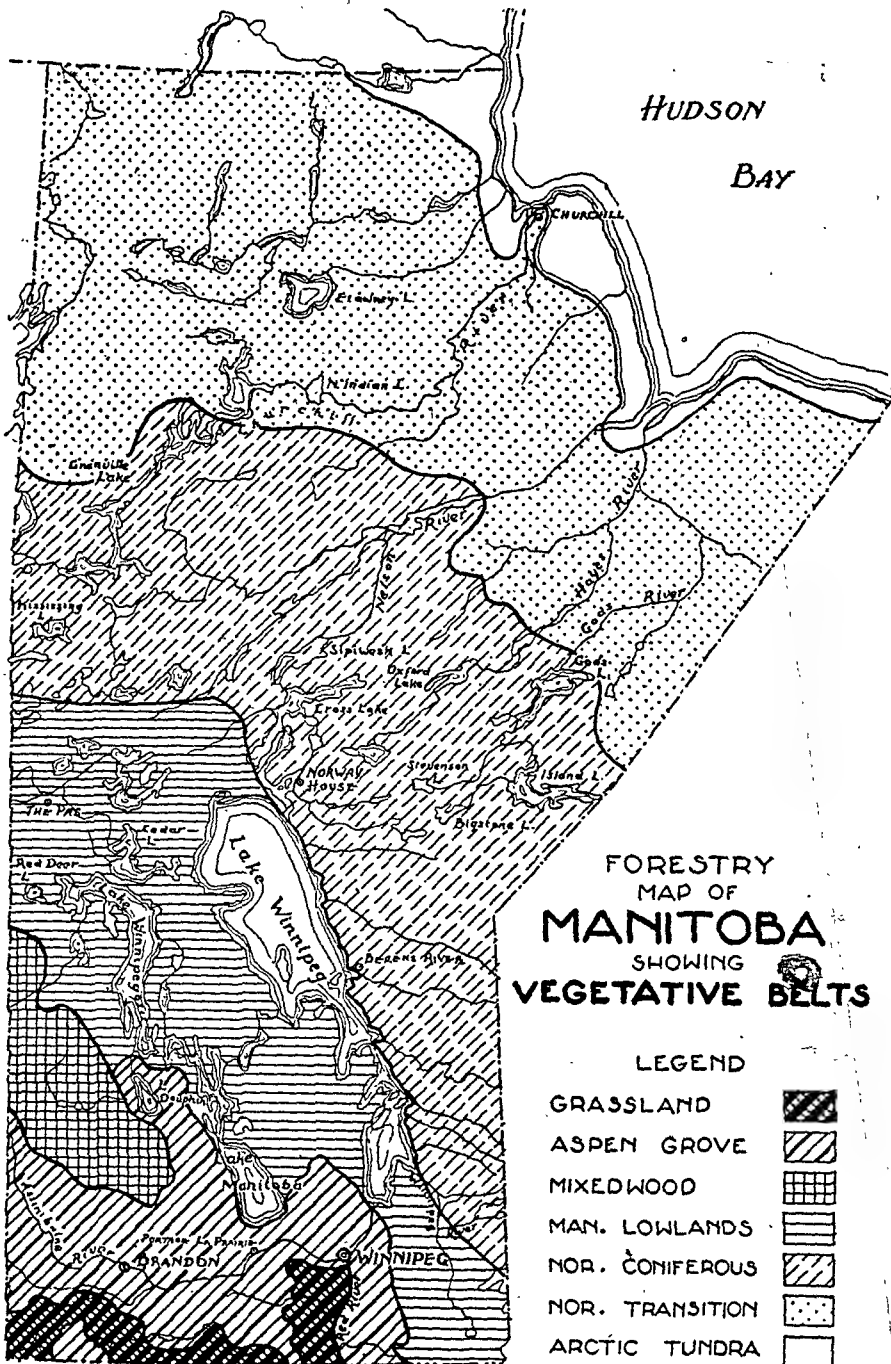 HUDSON
BAY
CHURCHILL
Etawney L.
River
N. Indian L.
Churchill
Granville
Lake
River
Nelson
River
Hayes
Gods
River
Kississing
L.
Sipiwesk L.
Oxford
Lake
Gods
L.
Cross Lake
NORWAY
HOUSE
Stevenson
L.
Island L.
Bigstone L.
THE PAS
Cedar
L.
Red Deer
L.
Lake Winnipeg
BERENS RIVER
L.
Dauphin
Lake
Manitoba
River
Assiniboine
River
PORTAGE LA PRAIRIE
BRANDON
WINNIPEG
Red River
FORESTRY
MAP OF
MANITOBA
SHOWING
VEGETATIVE BELTS
LEGEND
GRASSLAND
ASPEN GROVE
MIXEDWOOD
MAN. LOWLANDS
NOR. CONIFEROUS
NOR. TRANSITION
ARCTIC TUNDRA